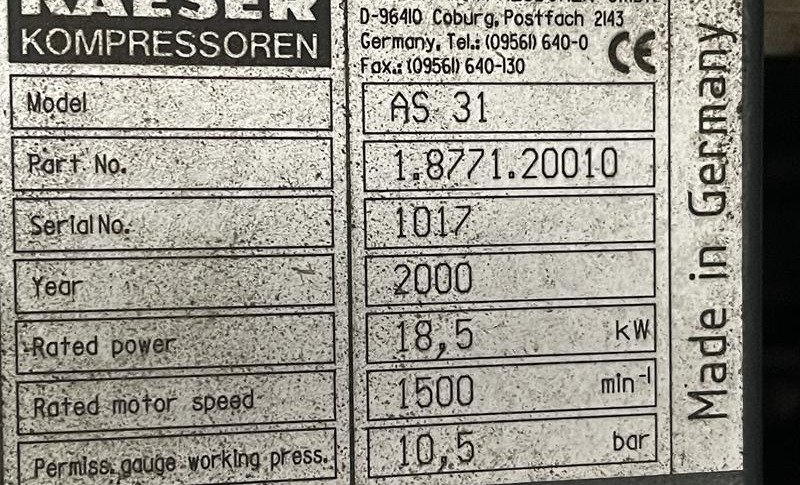 KAESER
KOMPRESSOREN
D-96410 Coburg, Postfach 2143
Germany, Tel.: (09561) 640-0
Fax.: (09561) 640-130
CE
Model AS 31
Part No. 1.8771.20010
Serial No. 1017
Year 2000
Rated power 18,5 kW
Rated motor speed 1500 min-1
Permiss. gauge working press. 10,5 bar
Made in Germany